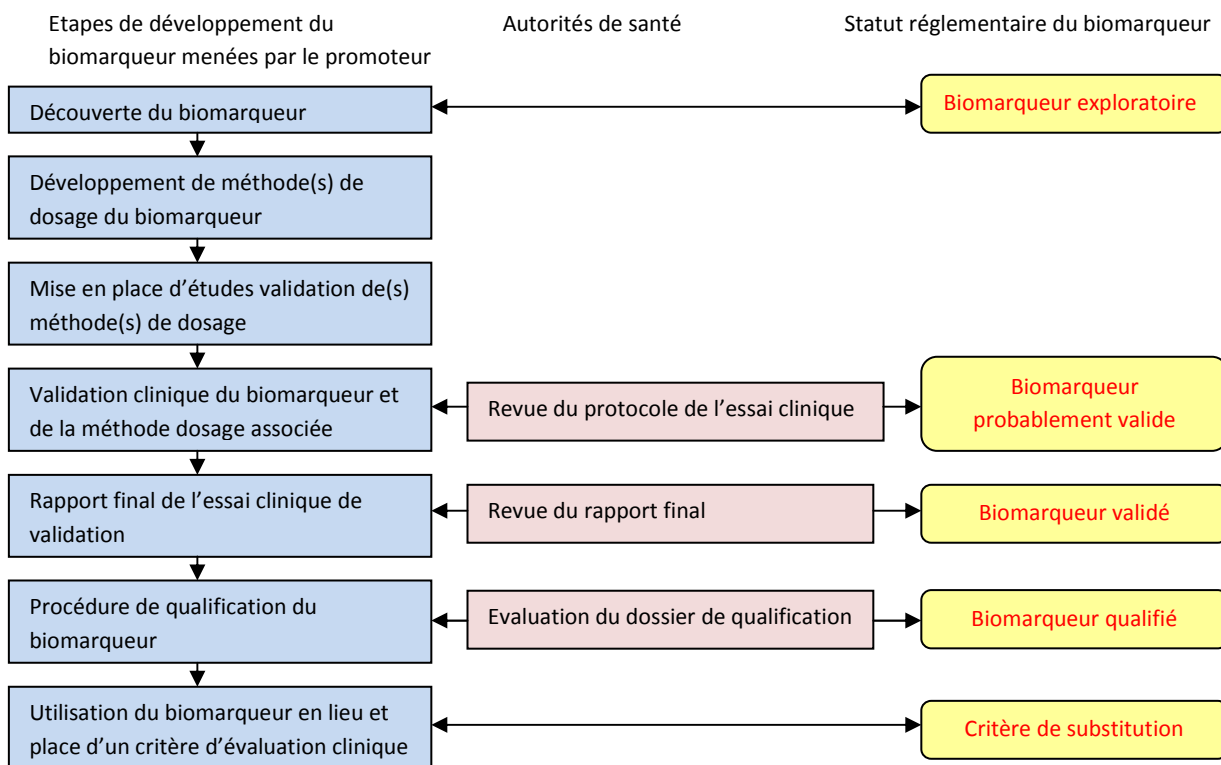 Etapes de développement du
biomarqueur menées par le promoteur
Autorités de santé
Statut réglementaire du biomarqueur
Découverte du biomarqueur
Biomarqueur exploratoire
Développement de méthode(s) de
dosage du biomarqueur
Mise en place d’études validation de(s)
méthode(s) de dosage
Validation clinique du biomarqueur et
de la méthode dosage associée
Revue du protocole de l’essai clinique
Biomarqueur
probablement valide
Rapport final de l’essai clinique de
validation
Revue du rapport final
Biomarqueur validé
Procédure de qualification du
biomarqueur
Evaluation du dossier de qualification
Biomarqueur qualifié
Utilisation du biomarqueur en lieu et
place d’un critère d’évaluation clinique
Critère de substitution